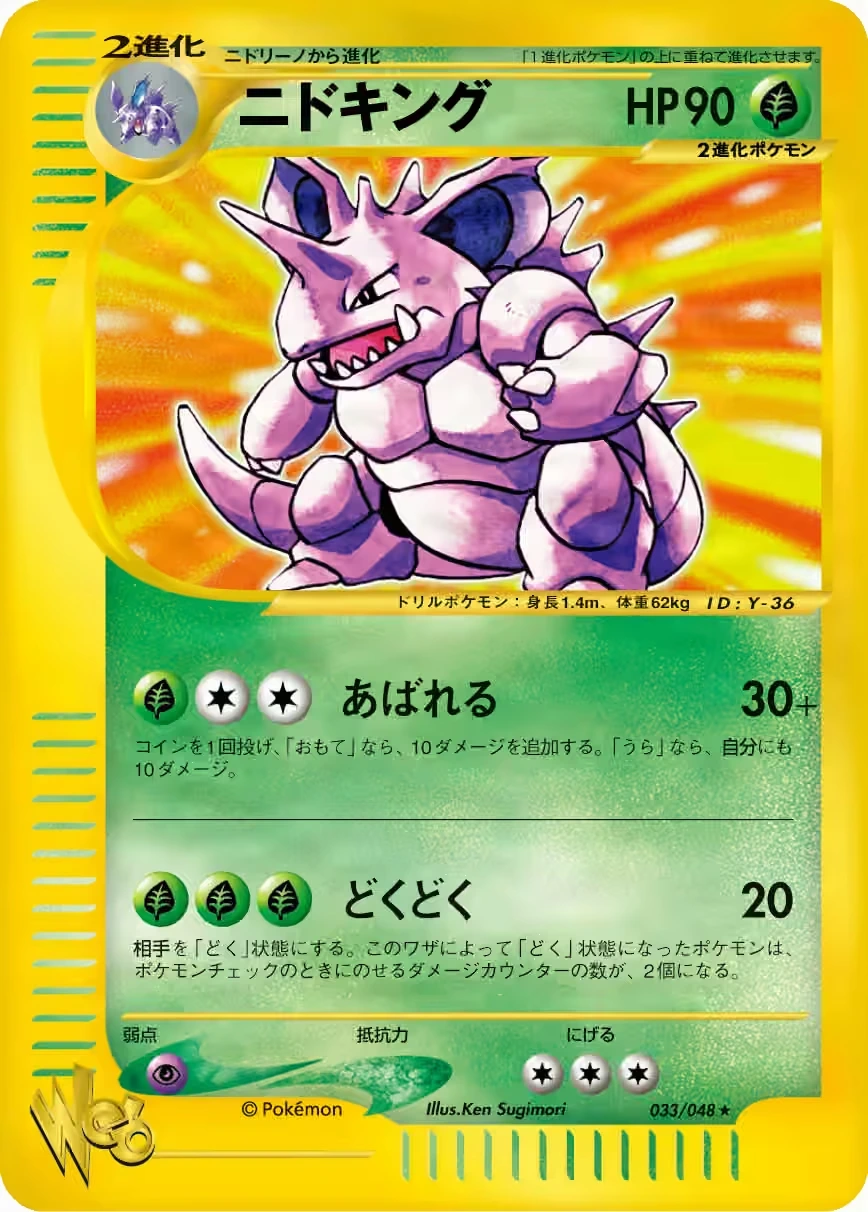 2進化
ニドリーノから進化
「1進化ポケモン」の上に重ねて進化させます。
ニドキング
HP90
2進化ポケモン
ドリルポケモン：身長1.4m、体重62kg ID：Y-36
あばれる 30+
コインを1回投げ、「おもて」なら、10ダメージを追加する。「うら」なら、自分にも
10ダメージ。
どくどく 20
相手を「どく」状態にする。このワザによって「どく」状態になったポケモンは、
ポケモンチェックのときにのせるダメージカウンターの数が、2個になる。
弱点 抵抗力 にげる
Web
© Pokémon Illus.Ken Sugimori 033/048★